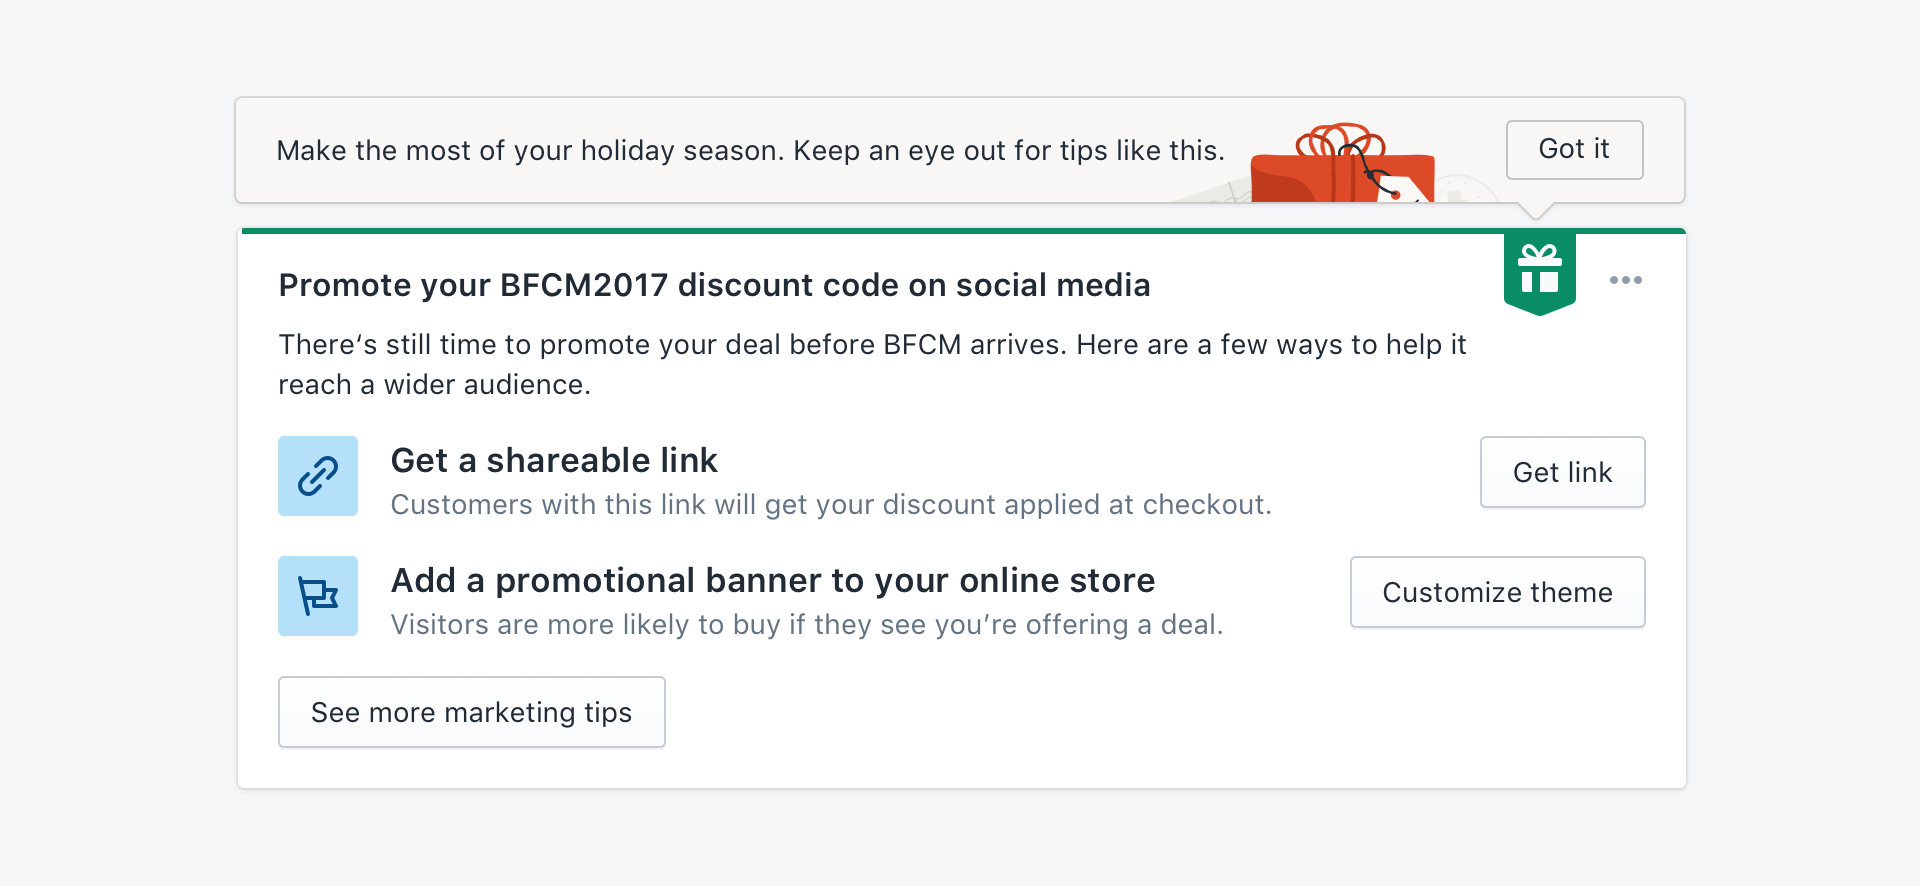 Make the most of your holiday season. Keep an eye out for tips like this.
Got it
Promote your BFCM2017 discount code on social media
There‘s still time to promote your deal before BFCM arrives. Here are a few ways to help it
reach a wider audience.
Get a shareable link
Customers with this link will get your discount applied at checkout.
Get link
Add a promotional banner to your online store
Visitors are more likely to buy if they see you’re offering a deal.
Customize theme
See more marketing tips